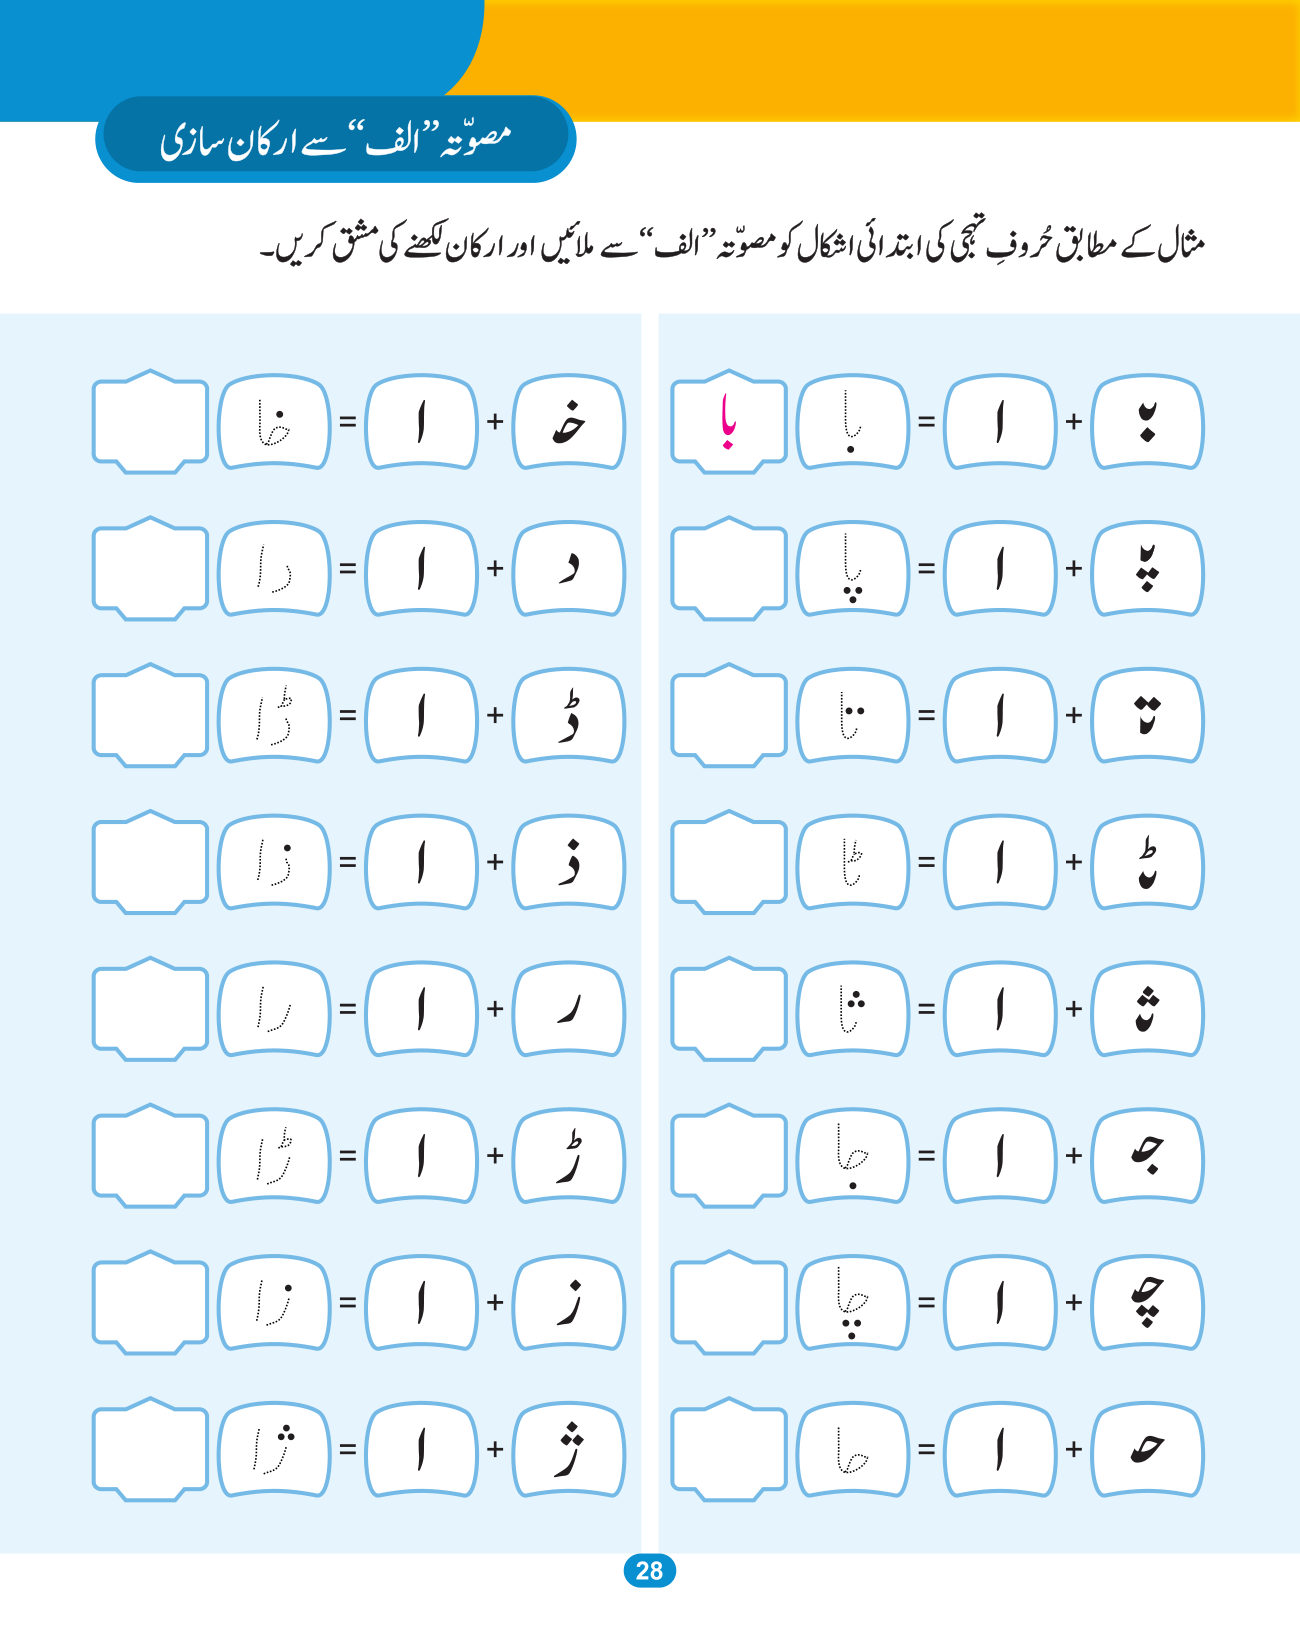 مصوّتہ ”الف“ سے ارکان سازی
مثال کے مطابق حُروفِ تہجی کی ابتدائی اشکال کو مصوّتہ ”الف“ سے ملائیں اور ارکان لکھنے کی مشق کریں۔
بـ + ا = با با
پـ + ا = پا
تـ + ا = تا
ٹـ + ا = ٹا
ثـ + ا = ثا
جـ + ا = جا
چـ + ا = چا
حـ + ا = حا
خـ + ا = خا
د + ا = دا
ڈ + ا = ڈا
ذ + ا = ذا
ر + ا = را
ڑ + ا = ڑا
ز + ا = زا
ژ + ا = ژا
28